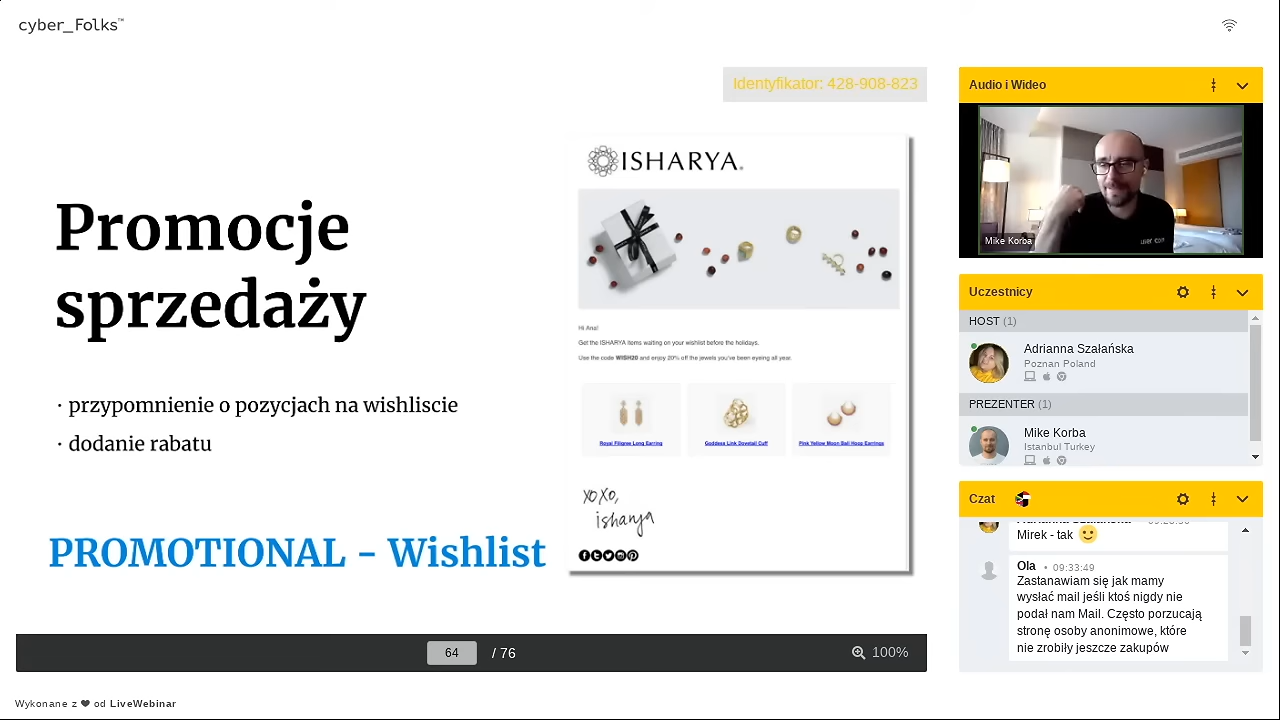 cyber_Folks™
Identyfikator: 428-908-823
Promocje
sprzedaży
· przypomnienie o pozycjach na wishliscie
· dodanie rabatu
PROMOTIONAL - Wishlist
ISHARYA
Hi Ana!
Get the ISHARYA items waiting on your wishlist before the holidays.
Use the code WISH20 and enjoy 20% off the jewels you've been eyeing all year.
Royal Filigree Long Earring
Goddess Link Dovetail Cuff
Pink Yellow Moon Ball Hoop Earrings
xoxo,
isharya
64 / 76
100%
Audio i Wideo
Mike Korba
Uczestnicy
HOST (1)
Adriana Szałańska
Poznan Poland
PREZENTER (1)
Mike Korba
Istanbul Turkey
Czat
Mirek - tak
Ola • 09:33:49
Zastanawiam się jak mamy
wysłać mail jeśli ktoś nigdy nie
podał nam Mail. Często porzucają
stronę osoby anonimowe, które
nie zrobiły jeszcze zakupów
Wykonane z ❤ od LiveWebinar